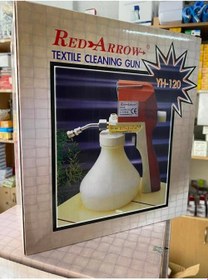 RED ARROW
TEXTILE CLEANING GUN
YH-120